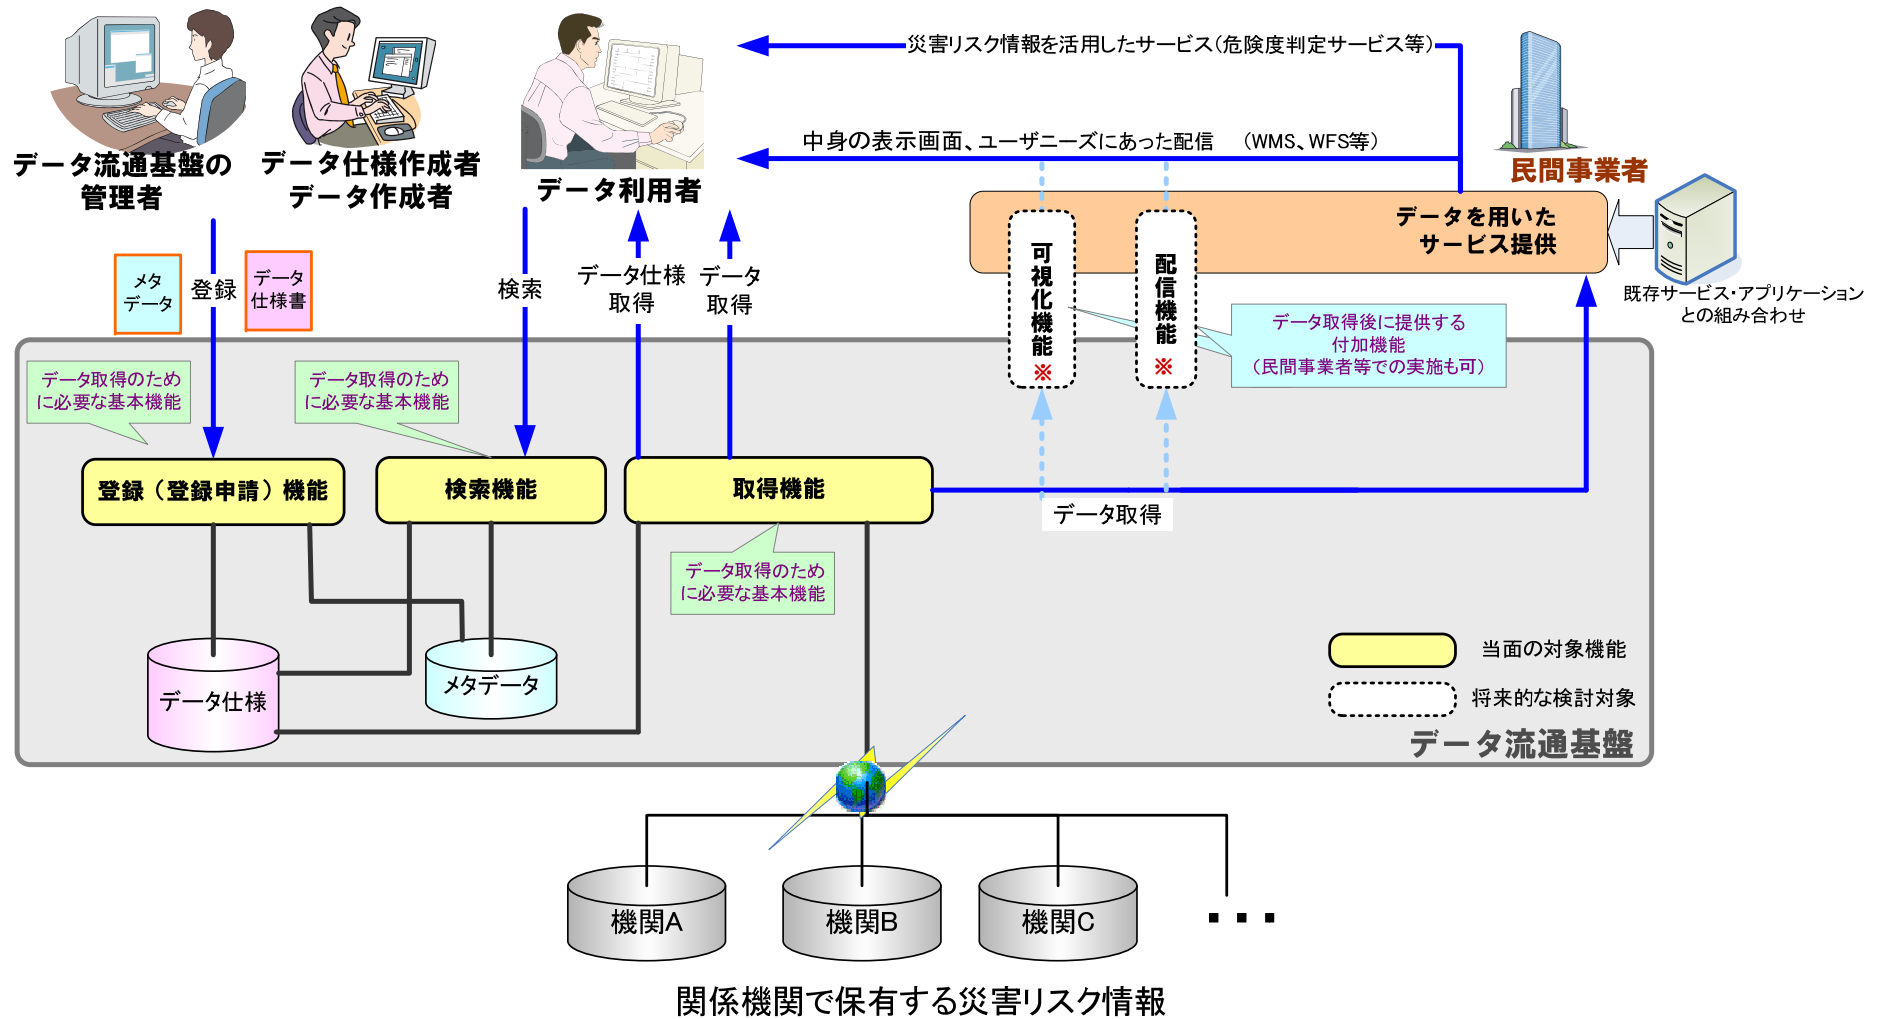 災害リスク情報を活用したサービス（危険度判定サービス等）
中身の表示画面、ユーザニーズにあった配信　（WMS、WFS等）
データ流通基盤の
管理者
データ仕様作成者
データ作成者
データ利用者
民間事業者
データを用いた
サービス提供
既存サービス・アプリケーション
との組み合わせ
メタ
データ
登録
データ
仕様書
検索
データ仕様
取得
データ
取得
可視化機能
※
配信機能
※
データ取得後に提供する
付加機能
（民間事業者等での実施も可）
データ取得のため
に必要な基本機能
データ取得のため
に必要な基本機能
登録（登録申請）機能
検索機能
取得機能
データ取得
データ取得のため
に必要な基本機能
データ仕様
メタデータ
当面の対象機能
将来的な検討対象
データ流通基盤
機関A
機関B
機関C
・・・
関係機関で保有する災害リスク情報